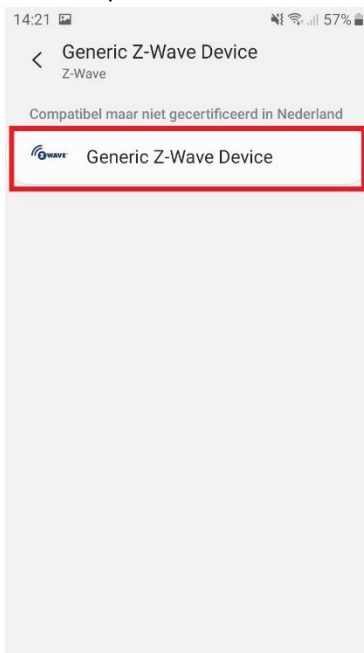 14:21 57%
Generic Z-Wave Device
Z-Wave
Compatibel maar niet gecertificeerd in Nederland
Z WAVE Generic Z-Wave Device